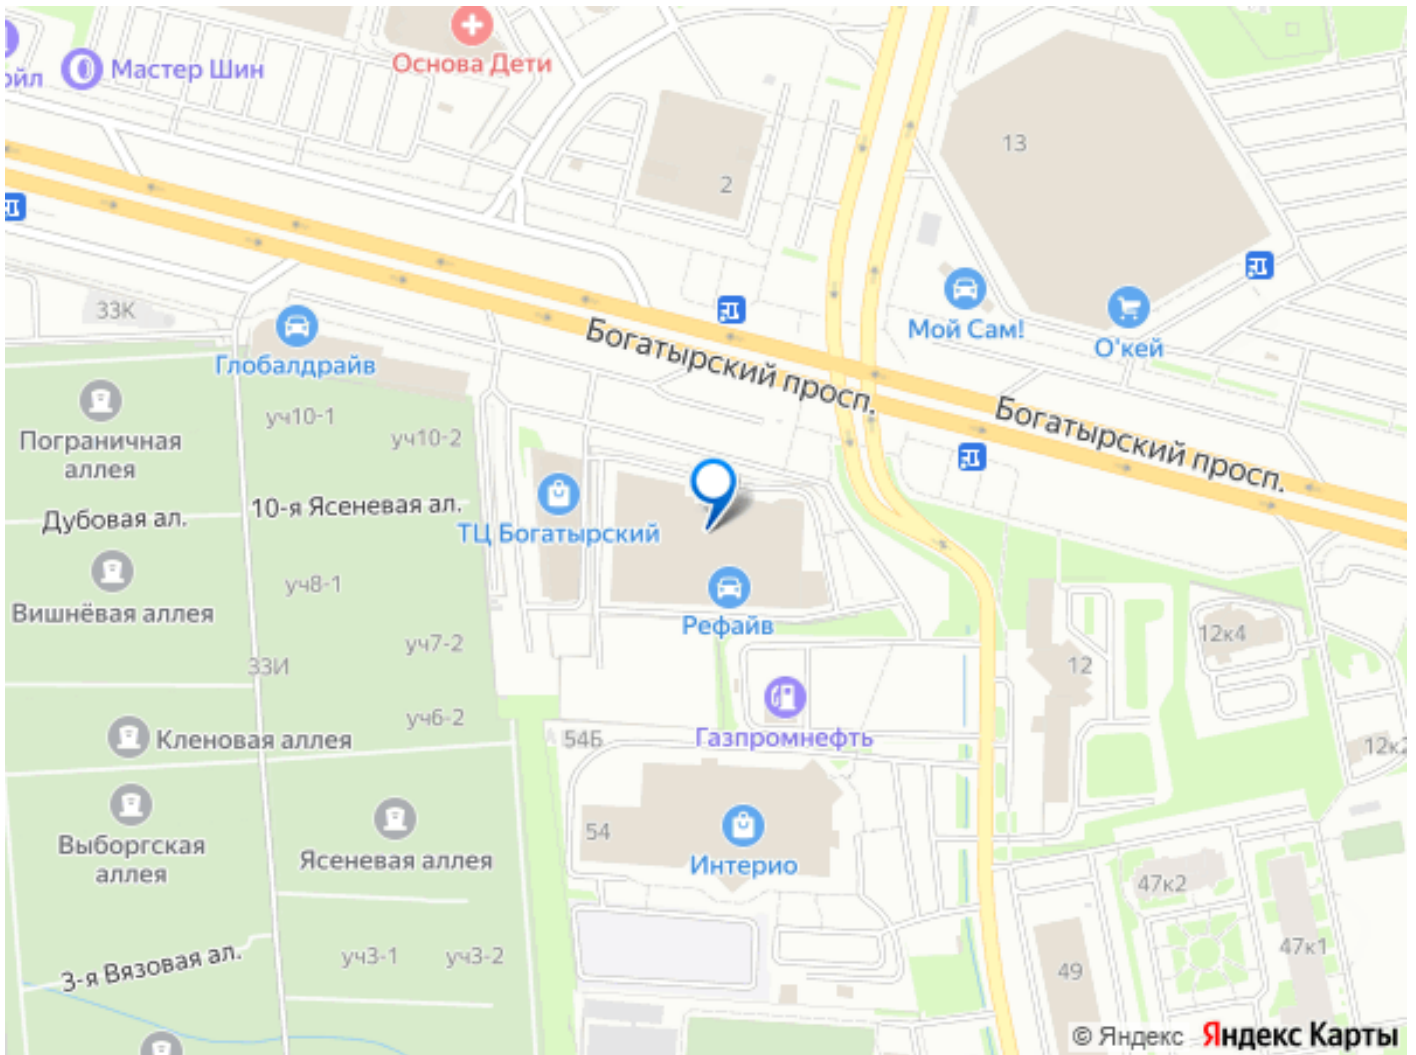 Основа Дети
ойл
Мастер Шин
13
2
33К
Глобалдрайв
Мой Сам!
О'кей
Богатырский просп.
Богатырский просп.
Пограничная
аллея
уч10-1
уч10-2
10-я Ясеневая ал.
Дубовая ал.
ТЦ Богатырский
Вишнёвая аллея
уч8-1
Рефайв
уч7-2
33И
12
12к4
уч6-2
Кленовая аллея
54Б
Газпромнефть
12к2
Выборгская
аллея
Ясеневая аллея
54
Интерио
47к2
3-я Вязовая ал.
уч3-1
уч3-2
49
47к1
© Яндекс Яндекс Карты